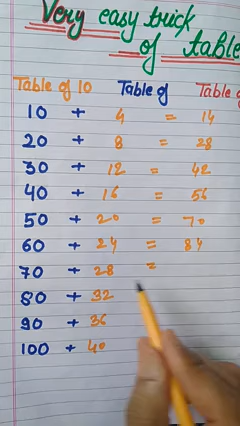 Very easy trick
of table
Table of 10 Table of Table
10 + 4 = 14
20 + 8 = 28
30 + 12 = 42
40 + 16 = 56
50 + 20 = 70
60 + 24 = 84
70 + 28 =
80 + 32
90 + 36
100 + 40